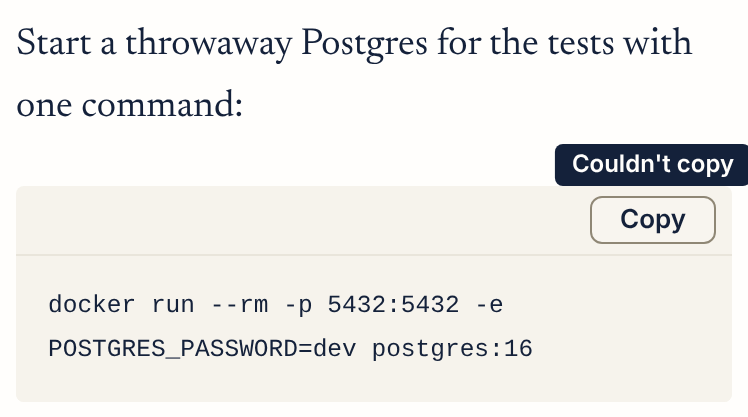 Start a throwaway Postgres for the tests with
one command:
Couldn't copy
Copy
docker run --rm -p 5432:5432 -e
POSTGRES_PASSWORD=dev postgres:16